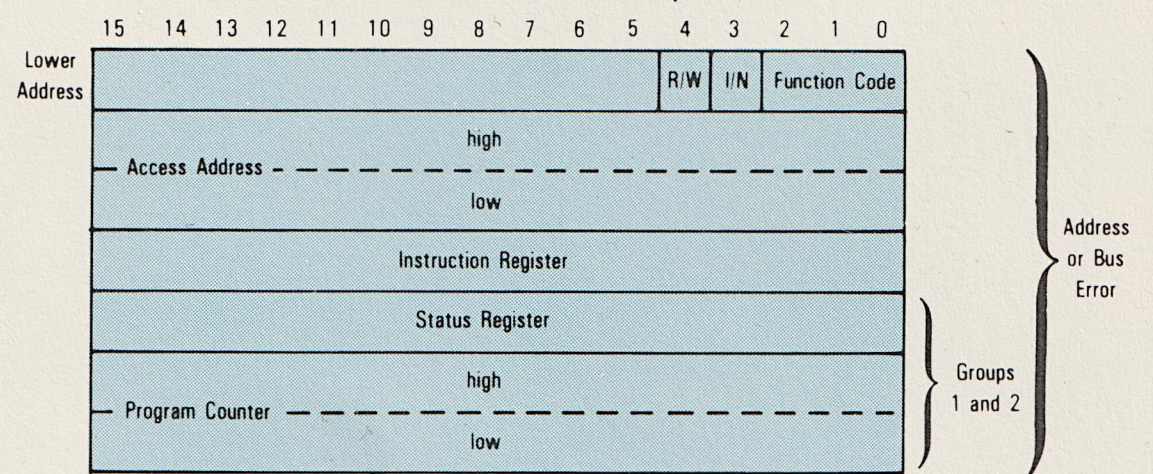 15 14 13 12 11 10 9 8 7 6 5 4 3 2 1 0
Lower
Address
R/W I/N Function Code
high
Access Address
low
Instruction Register
Status Register
high
Program Counter
low
Groups
1 and 2
Address
or Bus
Error